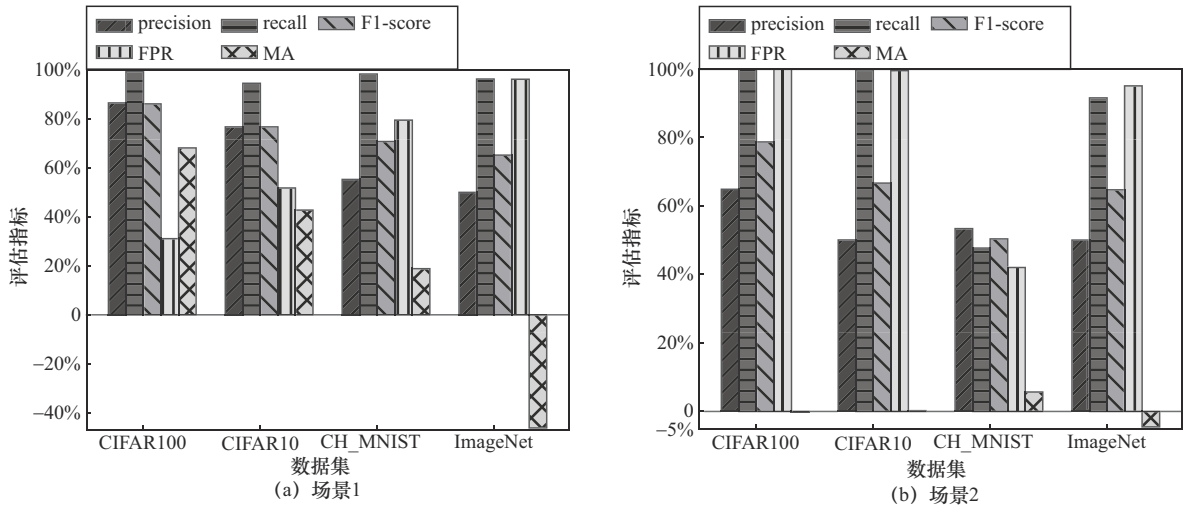 precision recall F1-score
FPR MA
100%
80%
60%
40%
20%
0
−20%
−40%
评估指标
CIFAR100 CIFAR10 CH_MNIST ImageNet
数据集
(a) 场景1
precision recall F1-score
FPR MA
100%
80%
60%
40%
20%
0
−5%
评估指标
CIFAR100 CIFAR10 CH_MNIST ImageNet
数据集
(b) 场景2